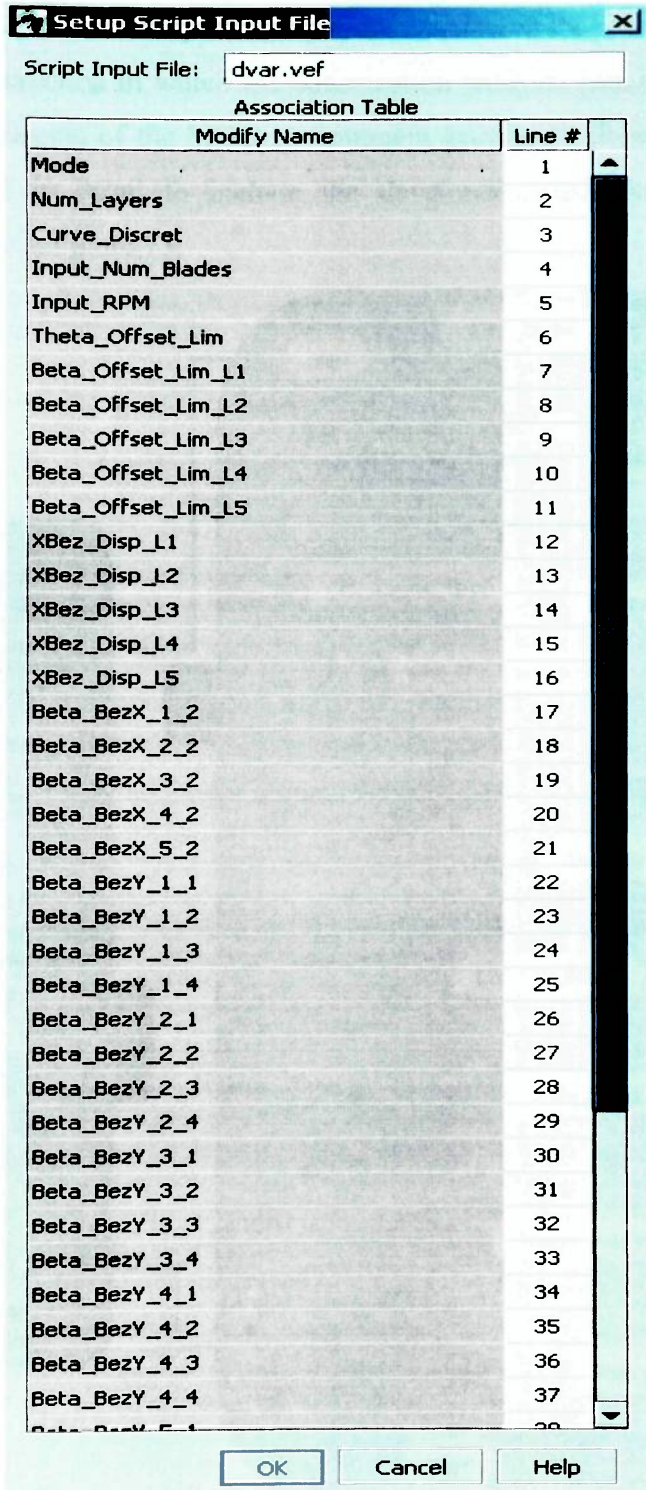 Setup Script Input File
Script Input File: dvar.vef
Association Table
Modify Name Line #
Mode 1
Num_Layers 2
Curve_Discret 3
Input_Num_Blades 4
Input_RPM 5
Theta_Offset_Lim 6
Beta_Offset_Lim_L1 7
Beta_Offset_Lim_L2 8
Beta_Offset_Lim_L3 9
Beta_Offset_Lim_L4 10
Beta_Offset_Lim_L5 11
XBez_Disp_L1 12
XBez_Disp_L2 13
XBez_Disp_L3 14
XBez_Disp_L4 15
XBez_Disp_L5 16
Beta_BezX_1_2 17
Beta_BezX_2_2 18
Beta_BezX_3_2 19
Beta_BezX_4_2 20
Beta_BezX_5_2 21
Beta_BezY_1_1 22
Beta_BezY_1_2 23
Beta_BezY_1_3 24
Beta_BezY_1_4 25
Beta_BezY_2_1 26
Beta_BezY_2_2 27
Beta_BezY_2_3 28
Beta_BezY_2_4 29
Beta_BezY_3_1 30
Beta_BezY_3_2 31
Beta_BezY_3_3 32
Beta_BezY_3_4 33
Beta_BezY_4_1 34
Beta_BezY_4_2 35
Beta_BezY_4_3 36
Beta_BezY_4_4 37
OK Cancel Help